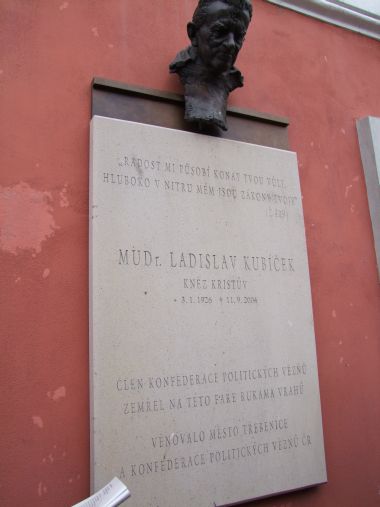 „RADOST MI PŮSOBÍ KONAT TVOU VŮLI,
HLUBOKO V NITRU MÉM JSOU ZÁKONY TVOJE“
MUDr. LADISLAV KUBÍČEK
KNĚZ KRISTŮV
* 3. 1. 1926 † 11. 9. 2004
ČLEN KONFEDERACE POLITICKÝCH VĚZŇŮ
ZEMŘEL NA TÉTO FAŘE RUKAMA VRAHŮ
VĚNOVALO MĚSTO TŘEBENICE
A KONFEDERACE POLITICKÝCH VĚZŇŮ ČR